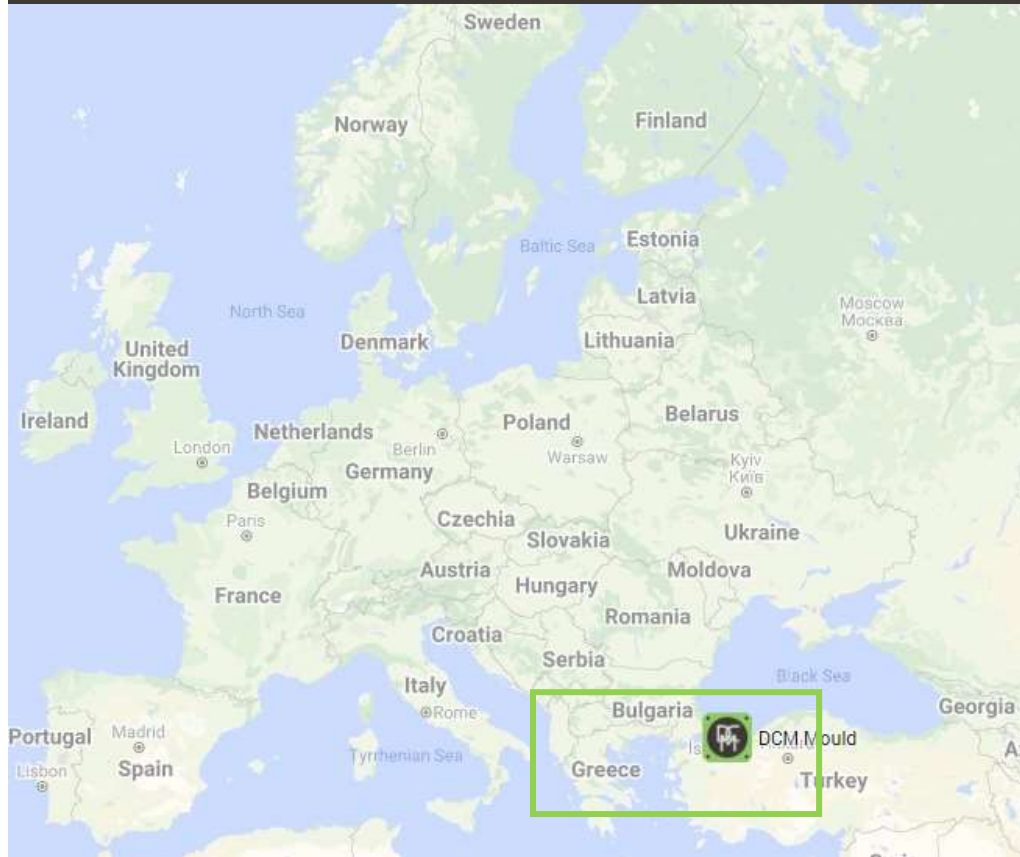 Sweden
Norway
Finland
Baltic Sea
Estonia
North Sea
Latvia
Moscow
Москва
Denmark
Lithuania
United
Kingdom
Ireland
Netherlands
Poland
Belarus
London
Berlin
Warsaw
Kyiv
Київ
Germany
Belgium
Paris
Czechia
Slovakia
Ukraine
Austria
Hungary
Moldova
France
Romania
Croatia
Serbia
Italy
Black Sea
Rome
Bulgaria
Georgia
Portugal
Madrid
DCM Mould
Tyrrhenian Sea
Lisbon
Spain
Greece
Turkey